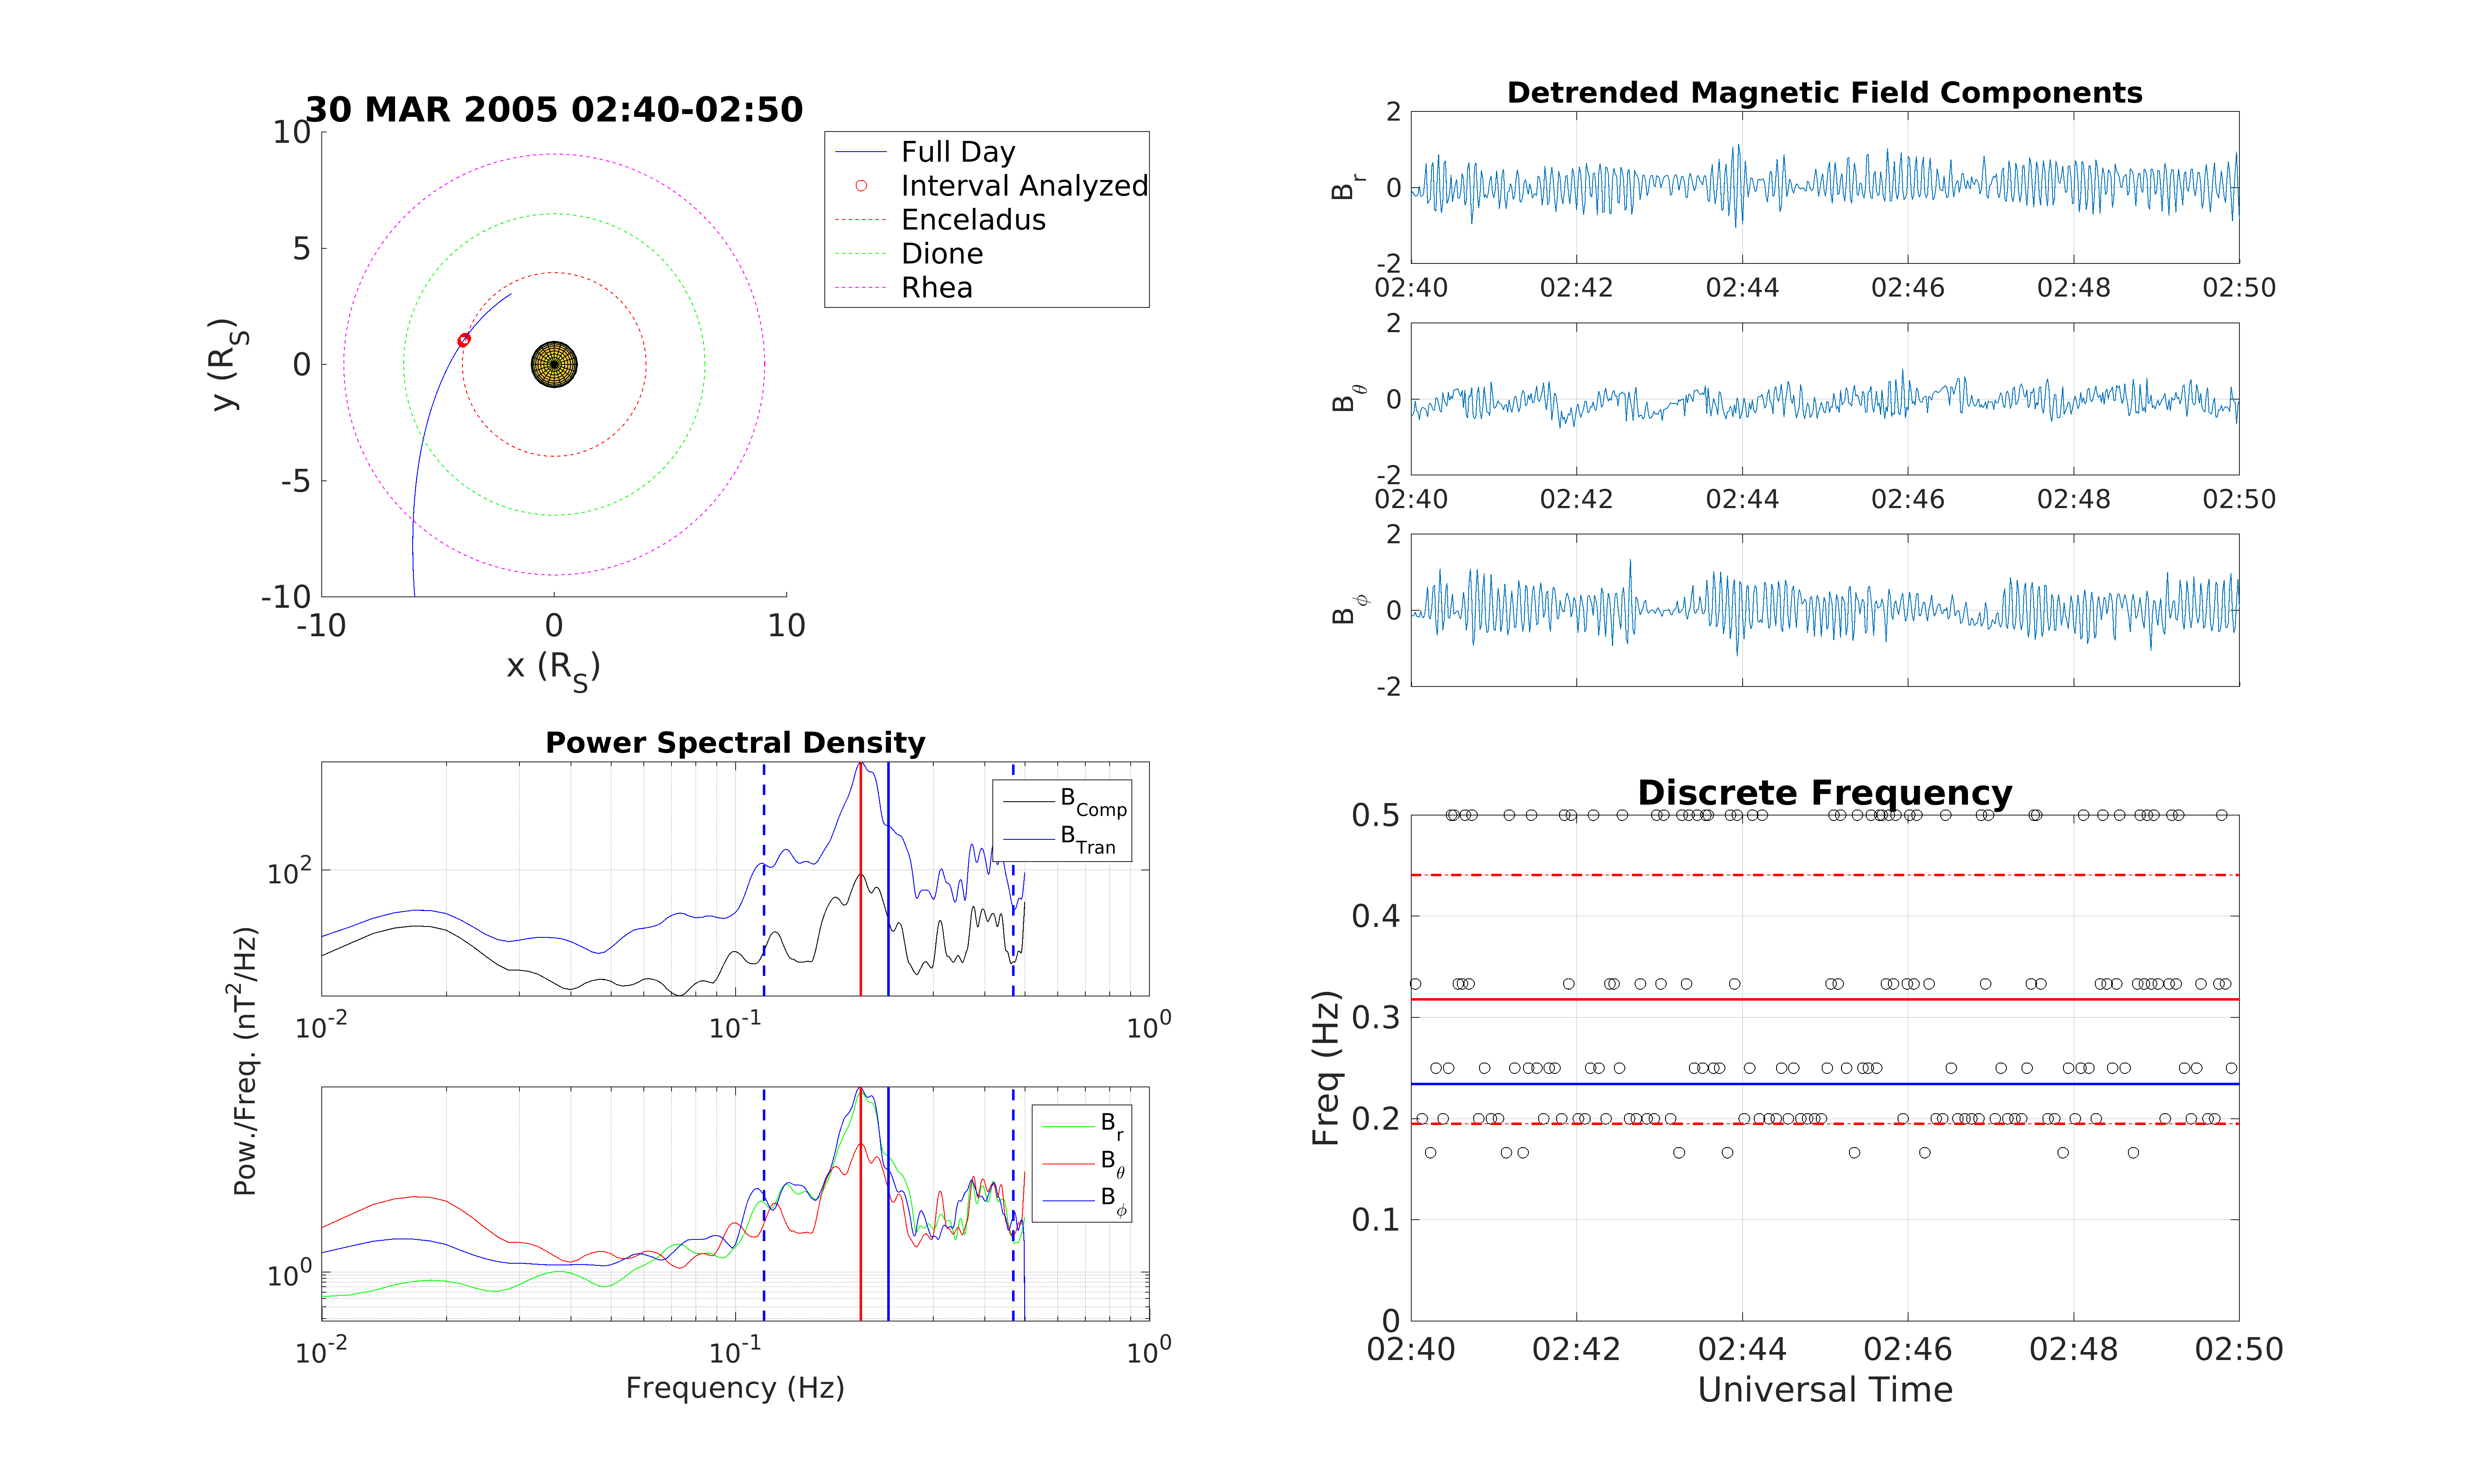 30 MAR 2005 02:40-02:50
10
5
0
-5
-10
-10 0 10
y (R_S)
x (R_S)
Full Day
Interval Analyzed
Enceladus
Dione
Rhea
Detrended Magnetic Field Components
B_r
2
0
-2
02:40 02:42 02:44 02:46 02:48 02:50
B_θ
2
0
-2
02:40 02:42 02:44 02:46 02:48 02:50
B_ϕ
2
0
-2
Power Spectral Density
B_Comp
B_Tran
10^2
10^-2 10^-1 10^0
Pow./Freq. (nT^2/Hz)
B_r
B_θ
B_ϕ
10^0
10^-2 10^-1 10^0
Frequency (Hz)
Discrete Frequency
Freq (Hz)
0.5
0.4
0.3
0.2
0.1
0
02:40 02:42 02:44 02:46 02:48 02:50
Universal Time